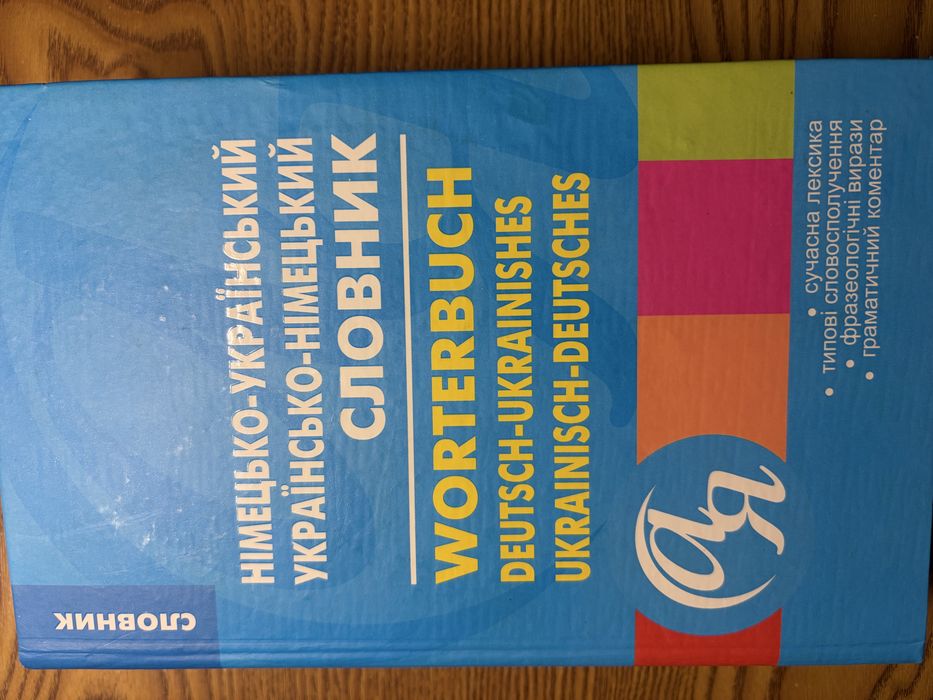 СЛОВНИК
НІМЕЦЬКО-УКРАЇНСЬКИЙ
УКРАЇНСЬКО-НІМЕЦЬКИЙ
СЛОВНИК
WORTERBUCH
DEUTSCH-UKRAINISHES
UKRAINISCH-DEUTSCHES
• сучасна лексика
• типові словосполучення
• фразеологічні вирази
• граматичний коментар